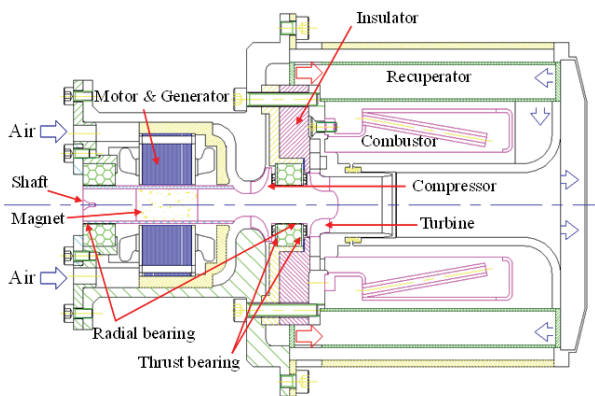 Insulator
Recuperator
Motor & Generator
Air
Combustor
Shaft
Compressor
Magnet
Turbine
Air
Radial bearing
Thrust bearing